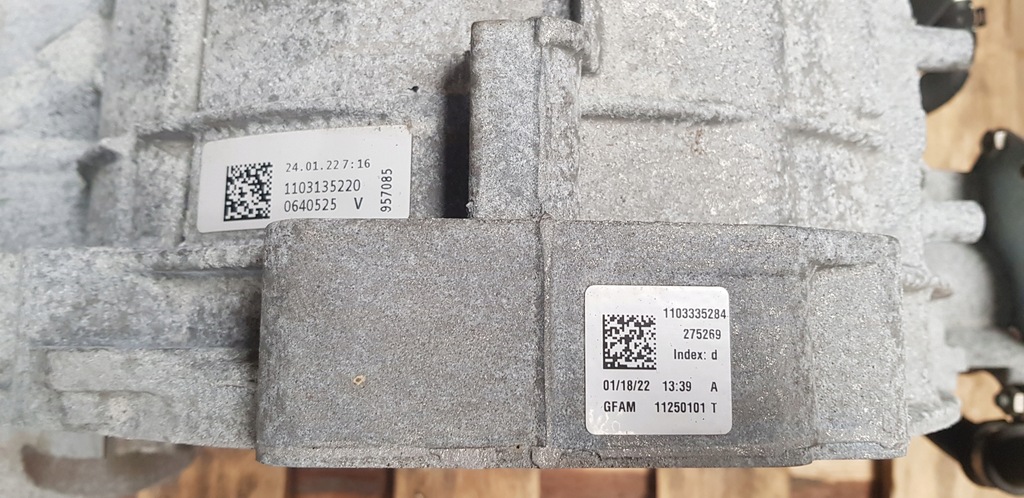 24.01.22 7:16
1103135220
0640525 V
957085
1103335284
275269
Index: d
01/18/22 13:39 A
GFAM 11250101 T